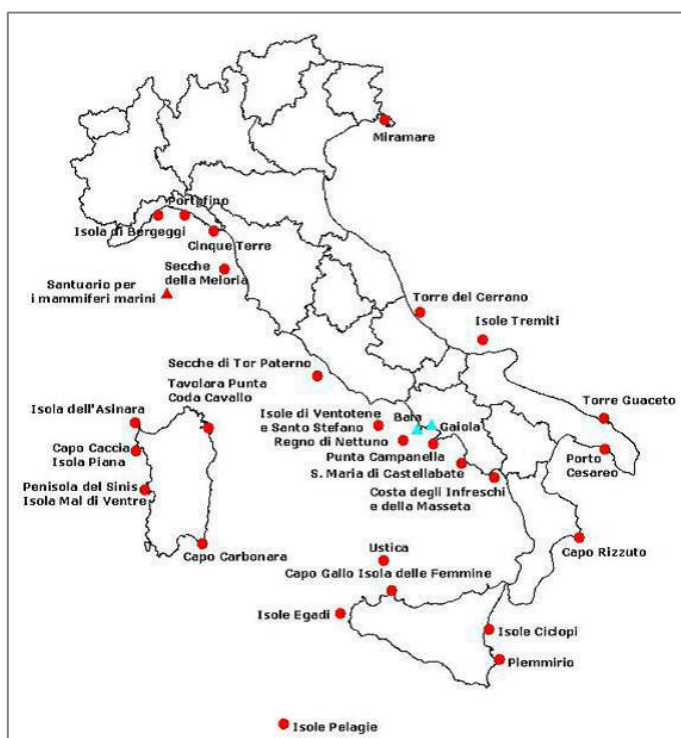 Miramare
Portofino
Isola di Bergeggi
Cinque Terre
Secche
della Meloria
Santuario per
i mammiferi marini
Torre del Cerrano
Isole Tremiti
Secche di Tor Paterno
Tavolara Punta
Coda Cavallo
Isola dell'Asinara
Isole di Ventotene
e Santo Stefano
Baia
Gaiola
Torre Guaceto
Regno di Nettuno
Capo Caccia
Isola Piana
Punta Campanella
Porto
Cesareo
S. Maria di Castellabate
Penisola del Sinis
Isola Mal di Ventre
Costa degli Infreschi
e della Masseta
Capo Carbonara
Ustica
Capo Rizzuto
Capo Gallo Isola delle Femmine
Isole Egadi
Isole Ciclopi
Plemmirio
Isole Pelagie